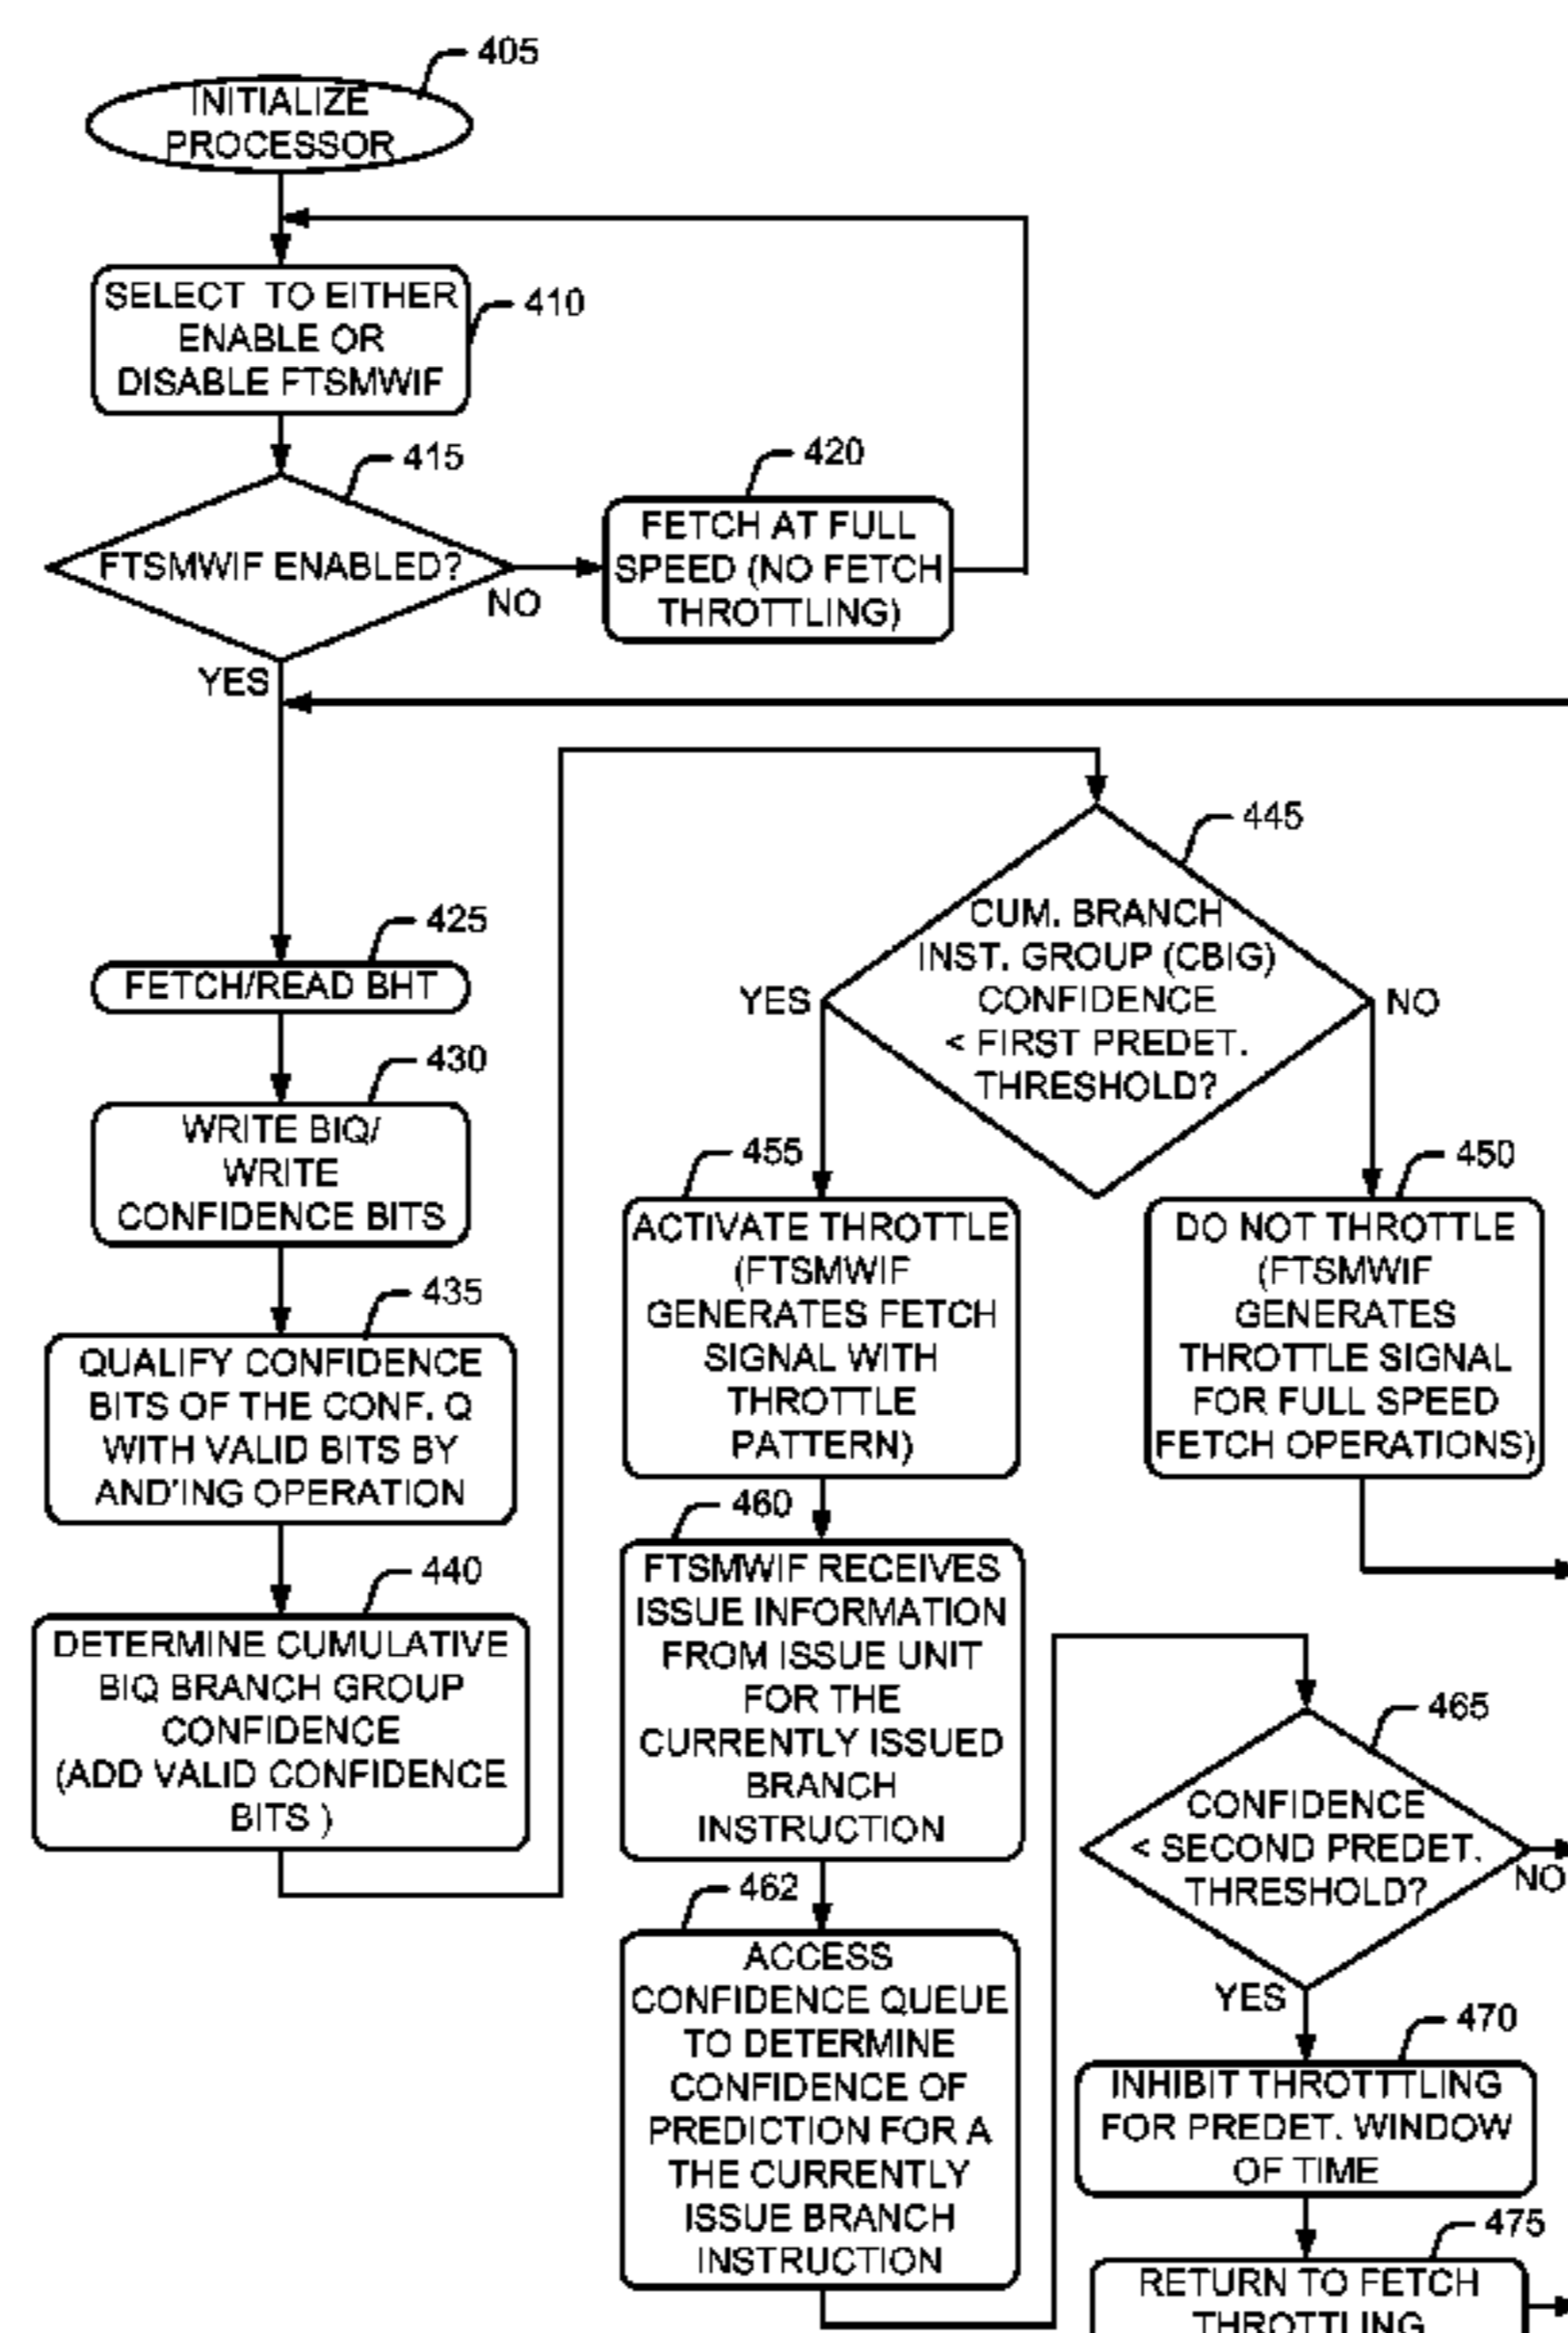 405
INITIALIZE
PROCESSOR
SELECT TO EITHER
ENABLE OR
DISABLE FTSMWIF
410
415
FTSMWIF ENABLED?
NO
YES
420
FETCH AT FULL
SPEED (NO FETCH
THROTTLING)
425
FETCH/READ BHT
430
WRITE BIQ/
WRITE
CONFIDENCE BITS
435
QUALIFY CONFIDENCE
BITS OF THE CONF. Q
WITH VALID BITS BY
AND'ING OPERATION
440
DETERMINE CUMULATIVE
BIQ BRANCH GROUP
CONFIDENCE
(ADD VALID CONFIDENCE
BITS )
445
CUM. BRANCH
INST. GROUP (CBIG)
CONFIDENCE
< FIRST PREDET.
THRESHOLD?
YES
NO
455
ACTIVATE THROTTLE
(FTSMWIF
GENERATES FETCH
SIGNAL WITH
THROTTLE
PATTERN)
450
DO NOT THROTTLE
(FTSMWIF
GENERATES
THROTTLE SIGNAL
FOR FULL SPEED
FETCH OPERATIONS)
460
FTSMWIF RECEIVES
ISSUE INFORMATION
FROM ISSUE UNIT
FOR THE
CURRENTLY ISSUED
BRANCH
INSTRUCTION
462
ACCESS
CONFIDENCE QUEUE
TO DETERMINE
CONFIDENCE OF
PREDICTION FOR A
THE CURRENTLY
ISSUE BRANCH
INSTRUCTION
465
CONFIDENCE
< SECOND PREDET.
THRESHOLD?
NO
YES
470
INHIBIT THROTTTLING
FOR PREDET. WINDOW
OF TIME
475
RETURN TO FETCH
THROTTLING